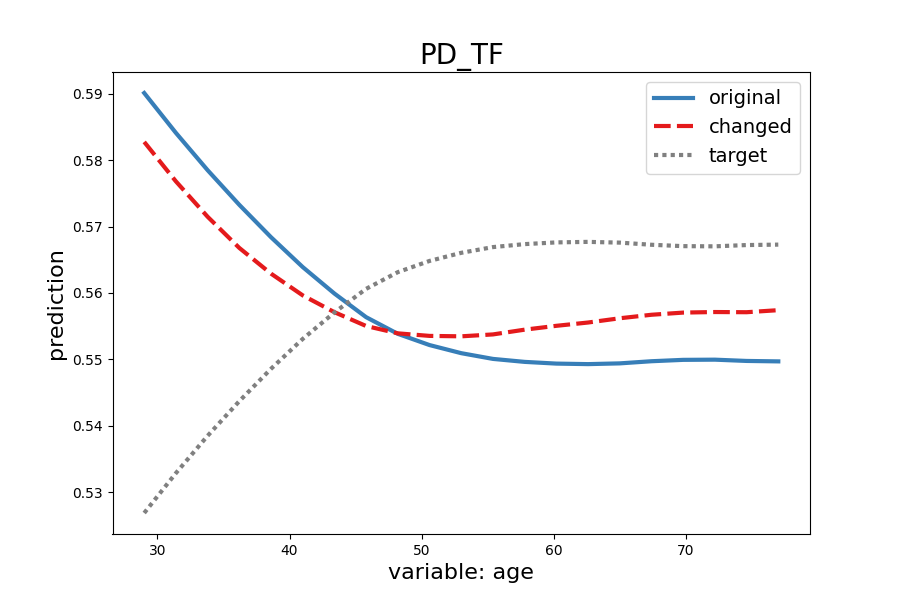 PD_TF
original
changed
target
0.59
0.58
0.57
0.56
0.55
0.54
0.53
prediction
30 40 50 60 70
variable: age